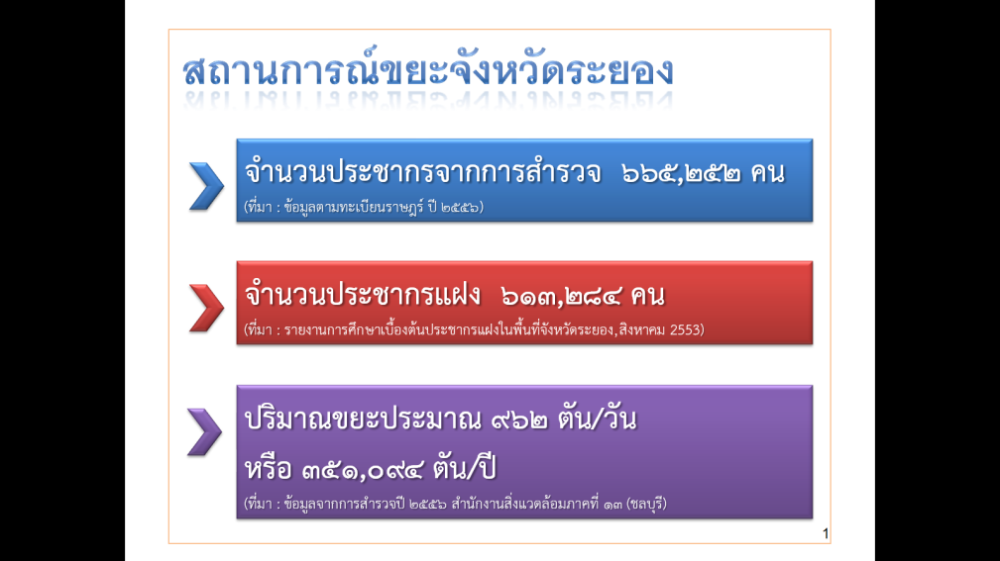 สถานการณ์ขยะจังหวัดระยอง
จำนวนประชากรจากการสำรวจ ๖๖๕,๒๕๒ คน
(ที่มา : ข้อมูลตามทะเบียนราษฎร์ ปี ๒๕๕๖)
จำนวนประชากรแฝง ๖๑๓,๒๘๔ คน
(ที่มา : รายงานการศึกษาเบื้องต้นประชากรแฝงในพื้นที่จังหวัดระยอง,สิงหาคม 2553)
ปริมาณขยะประมาณ ๙๖๒ ตัน/วัน
หรือ ๓๕๑,๐๙๔ ตัน/ปี
(ที่มา : ข้อมูลจากการสำรวจปี ๒๕๕๖ สำนักงานสิ่งแวดล้อมภาคที่ ๑๓ (ชลบุรี)
1